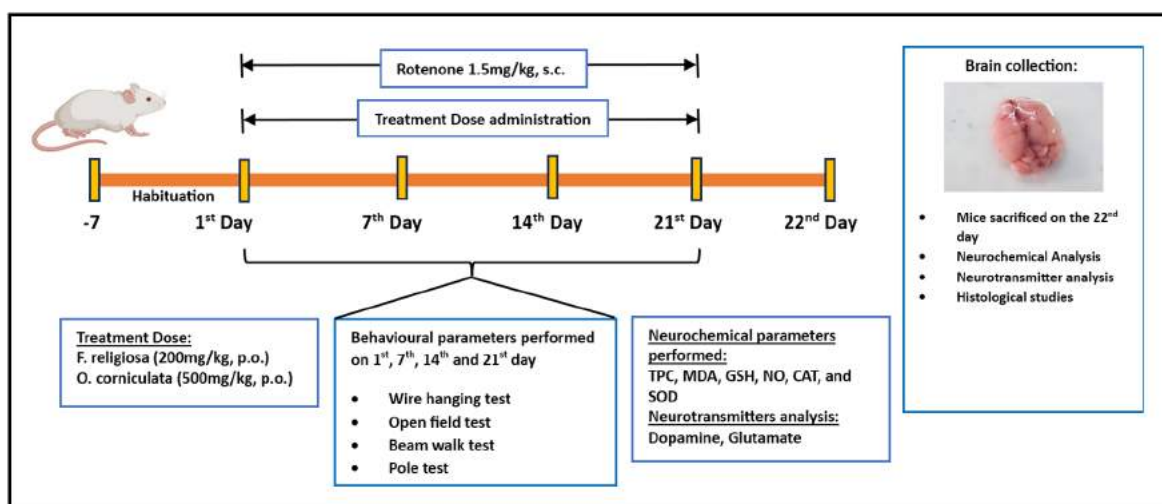 Rotenone 1.5mg/kg, s.c.
Treatment Dose administration
Habituation
-7
1st Day
7th Day
14th Day
21st Day
22nd Day
Treatment Dose:
F. religiosa (200mg/kg, p.o.)
O. corniculata (500mg/kg, p.o.)
Behavioural parameters performed
on 1st, 7th, 14th and 21st day
• Wire hanging test
• Open field test
• Beam walk test
• Pole test
Neurochemical parameters
performed:
TPC, MDA, GSH, NO, CAT, and
SOD
Neurotransmitters analysis:
Dopamine, Glutamate
Brain collection:
• Mice sacrificed on the 22nd
day
• Neurochemical Analysis
• Neurotransmitter analysis
• Histological studies